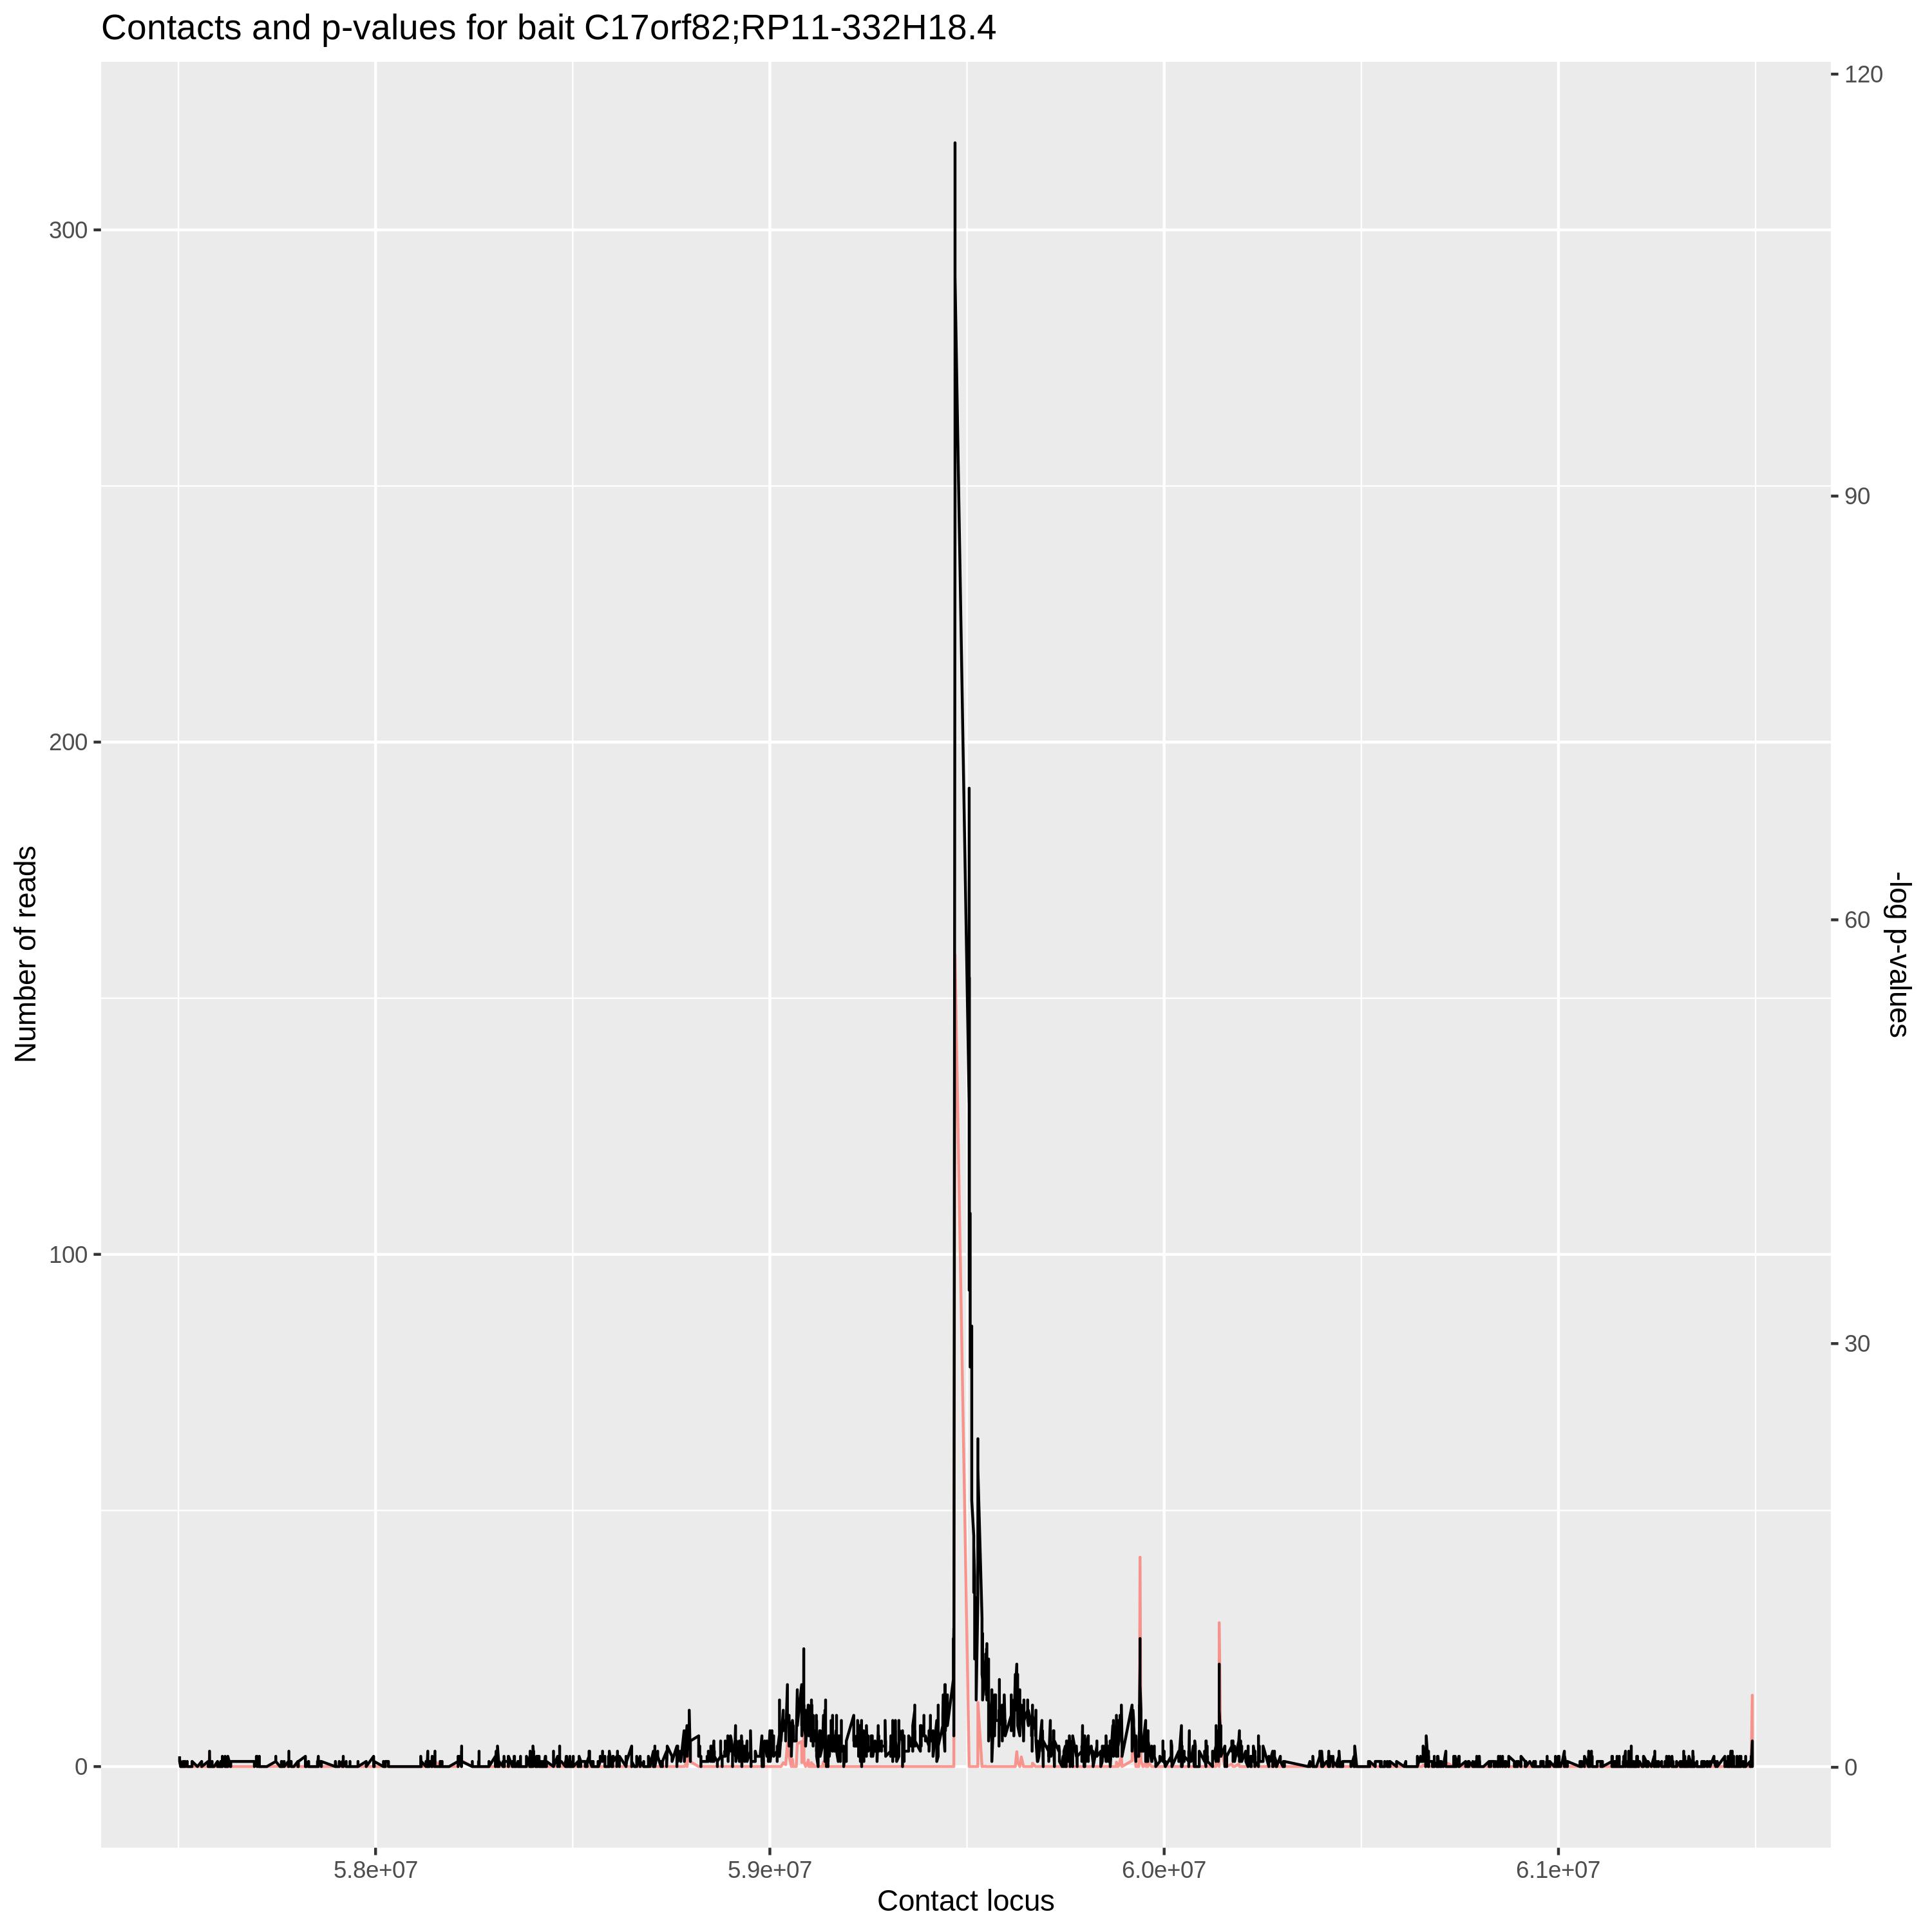 Contacts and p-values for bait C17orf82;RP11-332H18.4
120
300
90
200
60
Number of reads
-log p-values
100
30
0
0
5.8e+07
5.9e+07
6.0e+07
6.1e+07
Contact locus